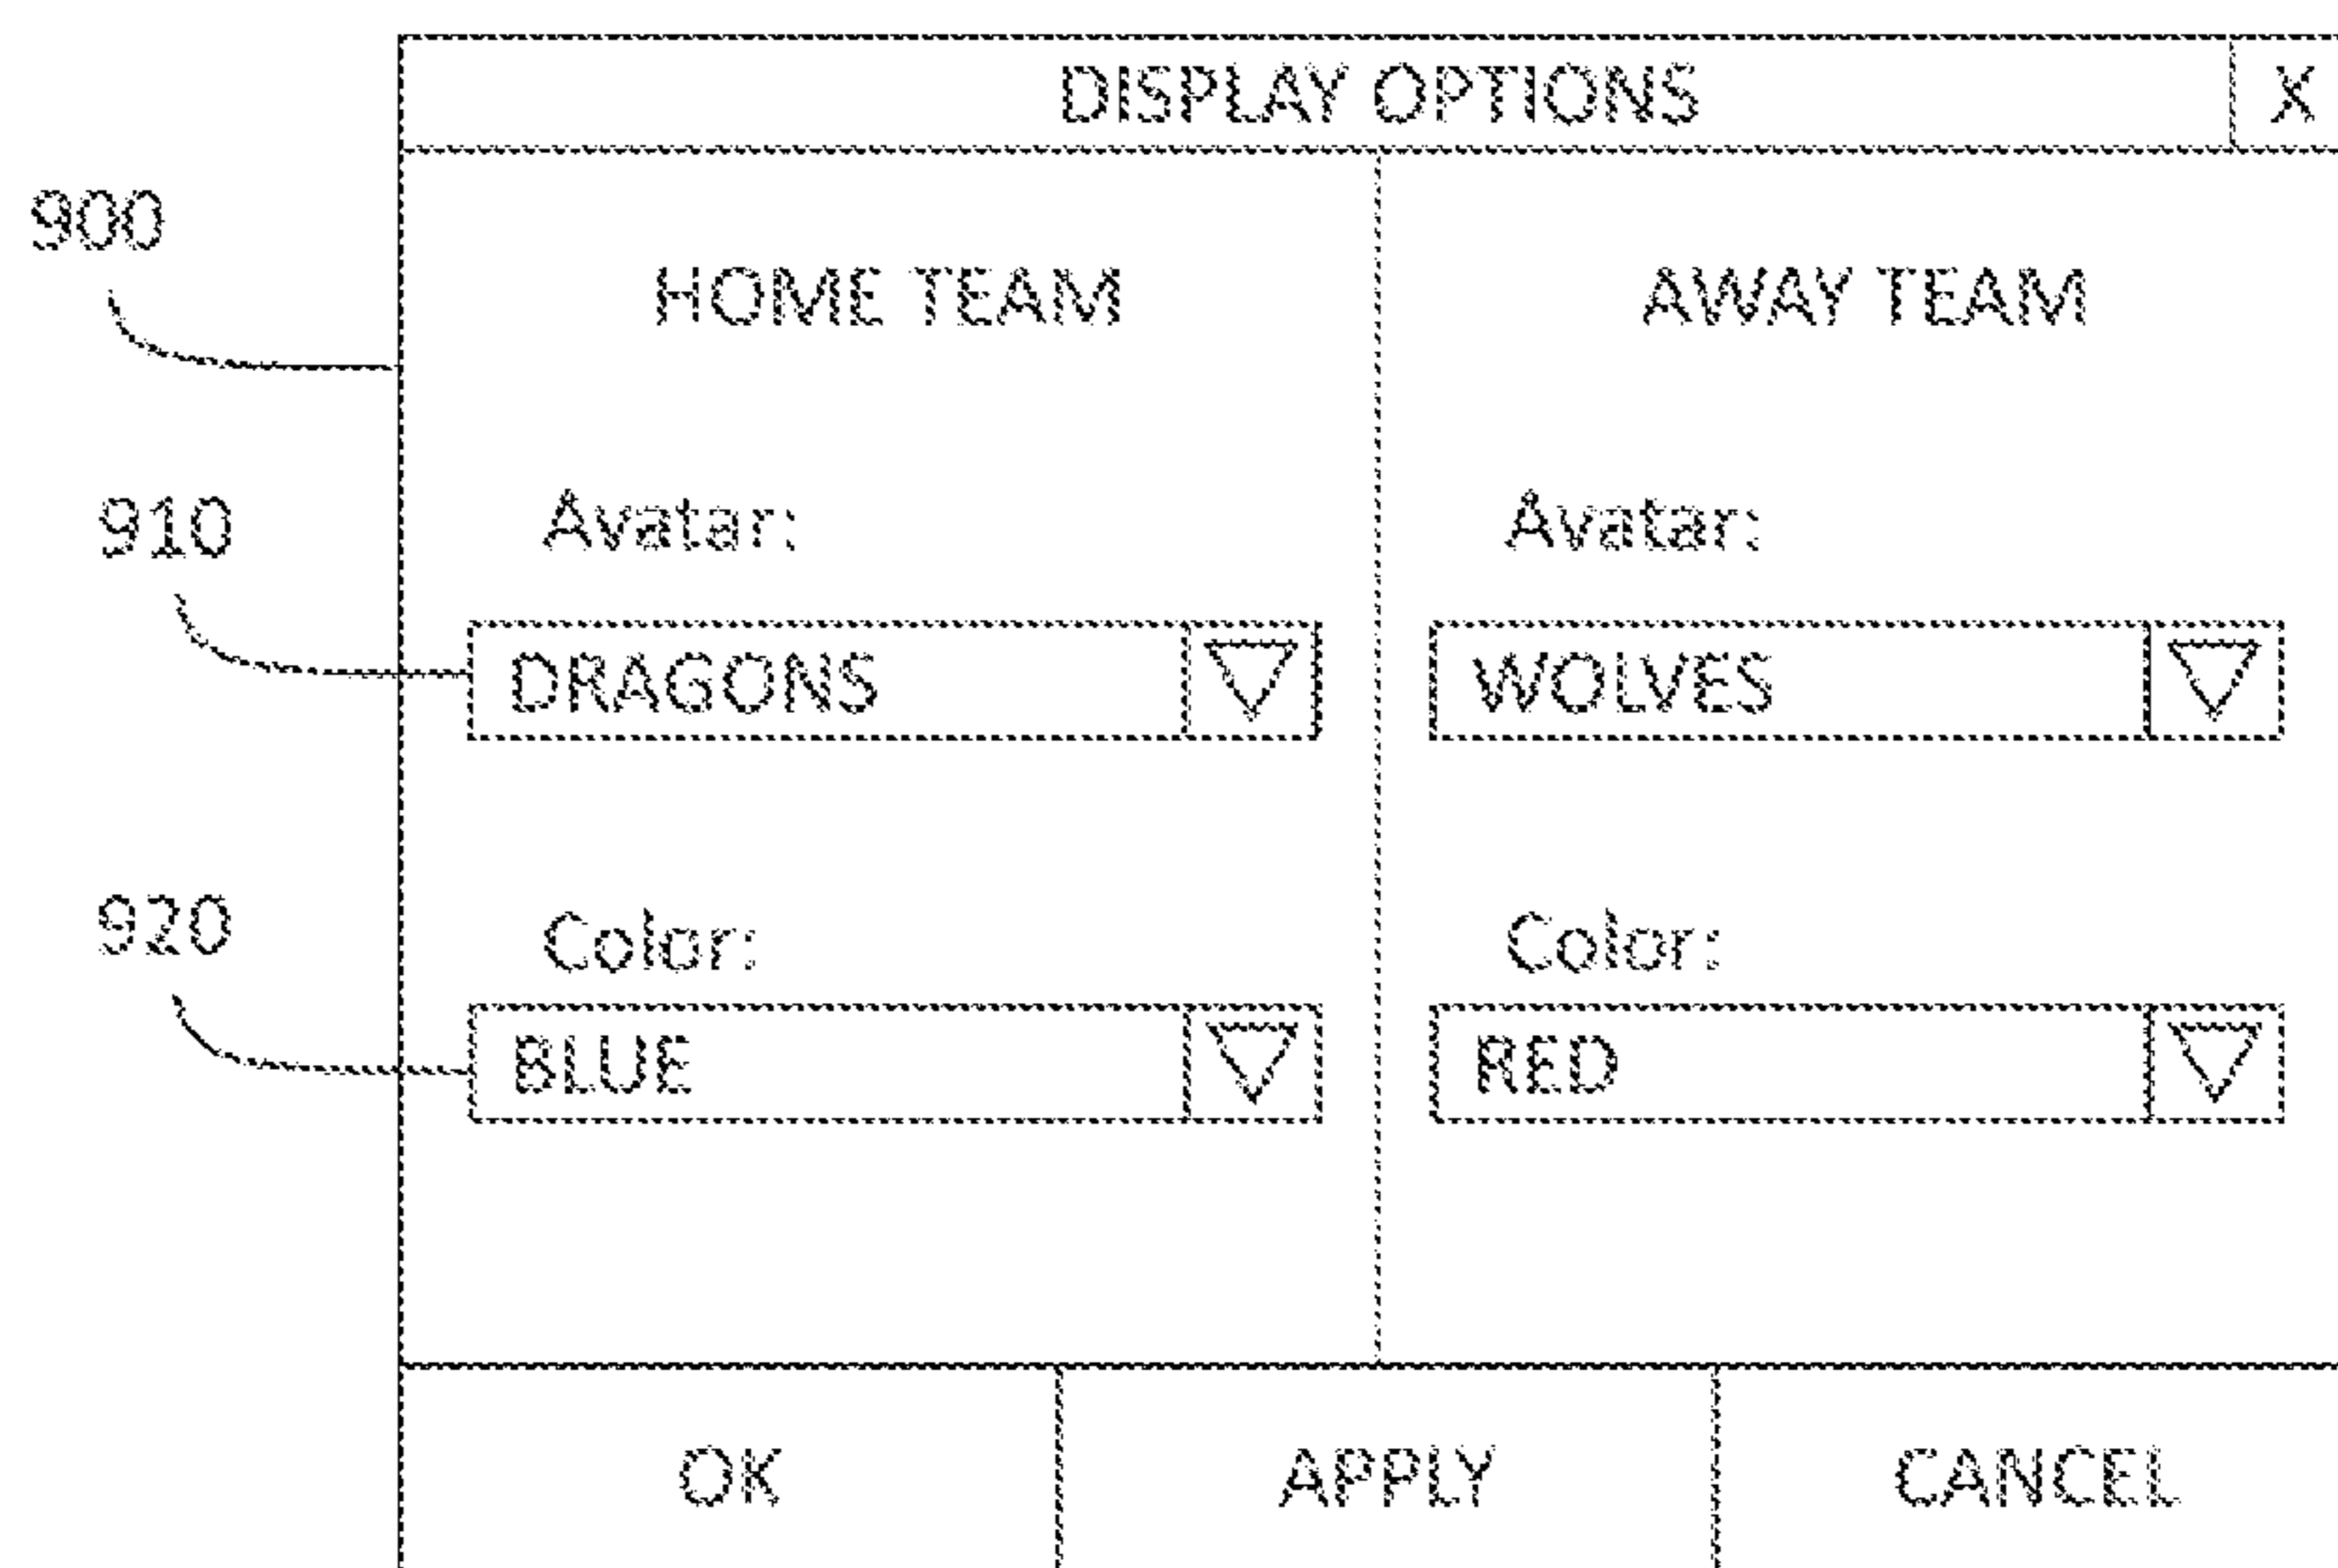 DISPLAY OPTIONS X
900
HOME TEAM AWAY TEAM
910
Avatar: Avatar:
DRAGONS WOLVES
920
Color: Color:
BLUE RED
OK APPLY CANCEL